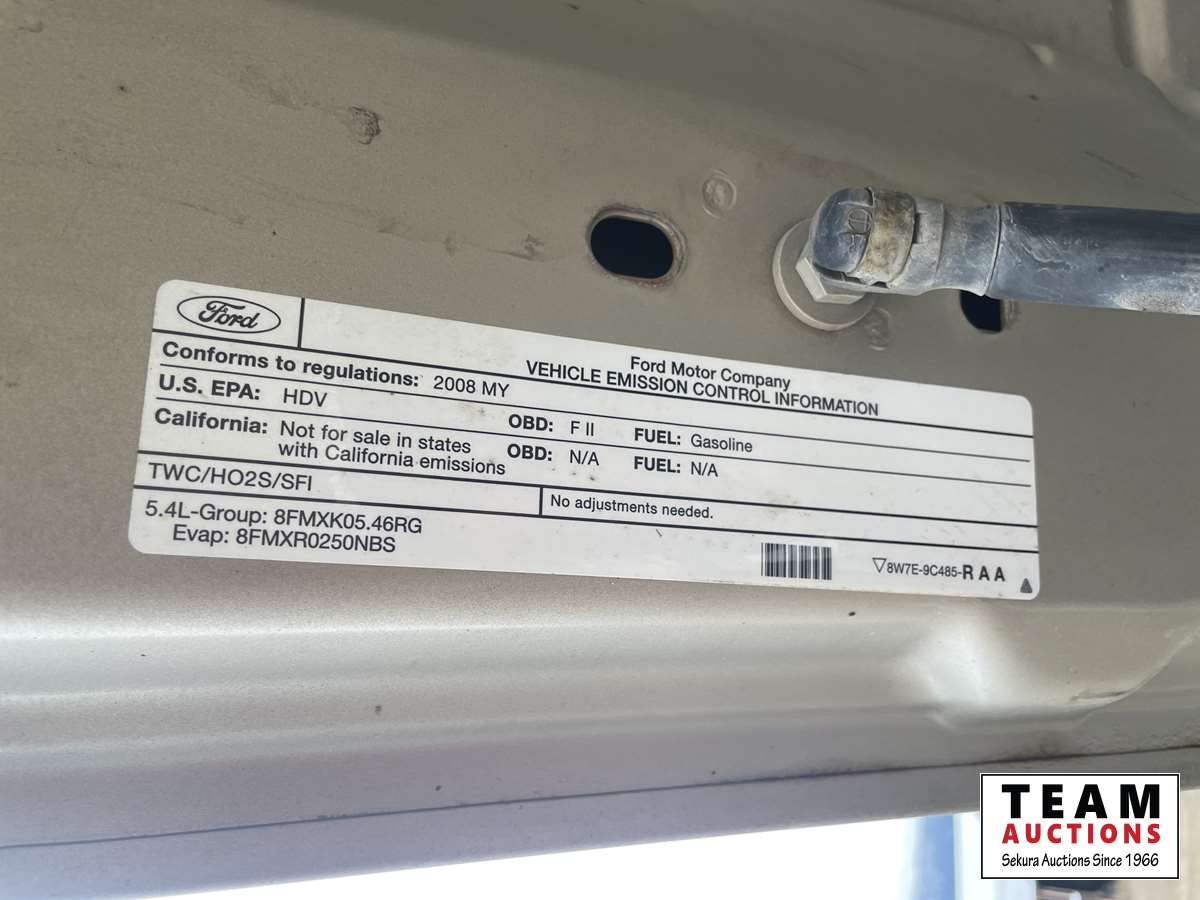 Ford
Ford Motor Company
VEHICLE EMISSION CONTROL INFORMATION
Conforms to regulations: 2008 MY
U.S. EPA: HDV OBD: F II FUEL: Gasoline
California: Not for sale in states
with California emissions OBD: N/A FUEL: N/A
TWC/HO2S/SFI
No adjustments needed.
5.4L-Group: 8FMXK05.46RG
Evap: 8FMXR0250NBS
8W7E-9C485-R A A
TEAM
AUCTIONS
Sekura Auctions Since 1966